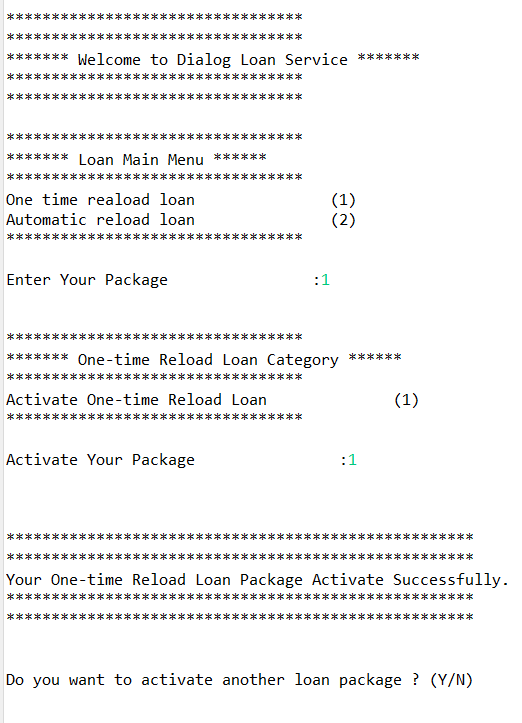 *********************************
*********************************
******* Welcome to Dialog Loan Service *******
*********************************
*********************************
*********************************
******* Loan Main Menu ******
*********************************
One time reaload loan (1)
Automatic reload loan (2)
*********************************
Enter Your Package :1
*********************************
******* One-time Reload Loan Category ******
*********************************
Activate One-time Reload Loan (1)
*********************************
Activate Your Package :1
****************************************************
****************************************************
Your One-time Reload Loan Package Activate Successfully.
****************************************************
****************************************************
Do you want to activate another loan package ? (Y/N)